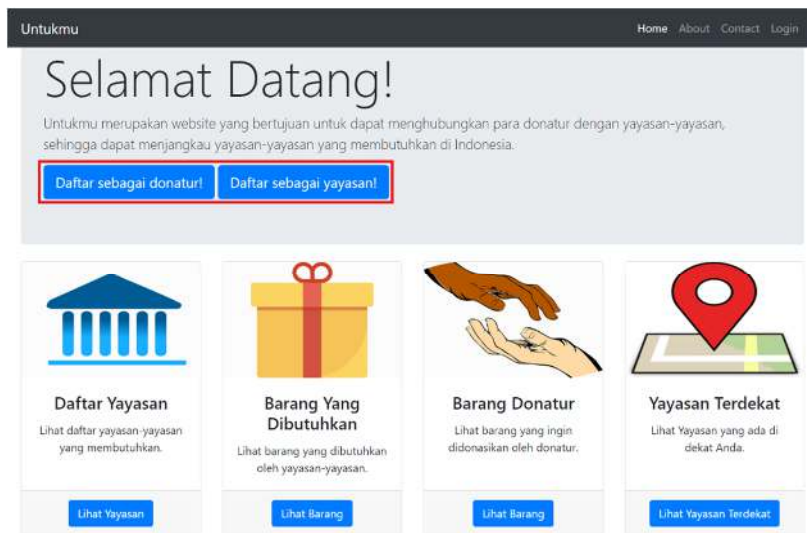 Untukmu
Home About Contact Login
Selamat Datang!
Untukmu merupakan website yang bertujuan untuk dapat menghubungkan para donatur dengan yayasan-yayasan,
sehingga dapat menjangkau yayasan-yayasan yang membutuhkan di Indonesia.
Daftar sebagai donatur! Daftar sebagai yayasan!
Daftar Yayasan
Lihat daftar yayasan-yayasan
yang membutuhkan.
Lihat Yayasan
Barang Yang
Dibutuhkan
Lihat barang yang dibutuhkan
oleh yayasan-yayasan.
Lihat Barang
Barang Donatur
Lihat barang yang ingin
didonasikan oleh donatur.
Lihat Barang
Yayasan Terdekat
Lihat Yayasan yang ada di
dekat Anda.
Lihat Yayasan Terdekat